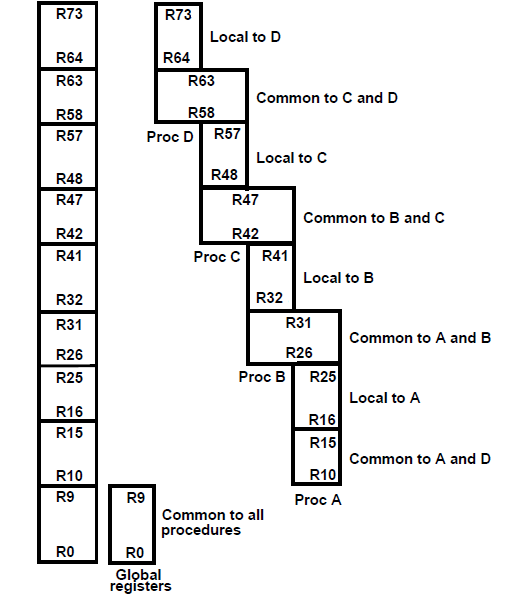 R73
R64
R63
R58
R57
R48
R47
R42
R41
R32
R31
R26
R25
R16
R15
R10
R9
R0
R73
R64
Local to D
R63
R58
Common to C and D
Proc D
R57
R48
Local to C
R47
R42
Common to B and C
Proc C
R41
R32
Local to B
R31
R26
Common to A and B
Proc B
R25
R16
Local to A
R15
R10
Common to A and D
Proc A
R9
R0
Common to all
procedures
Global
registers